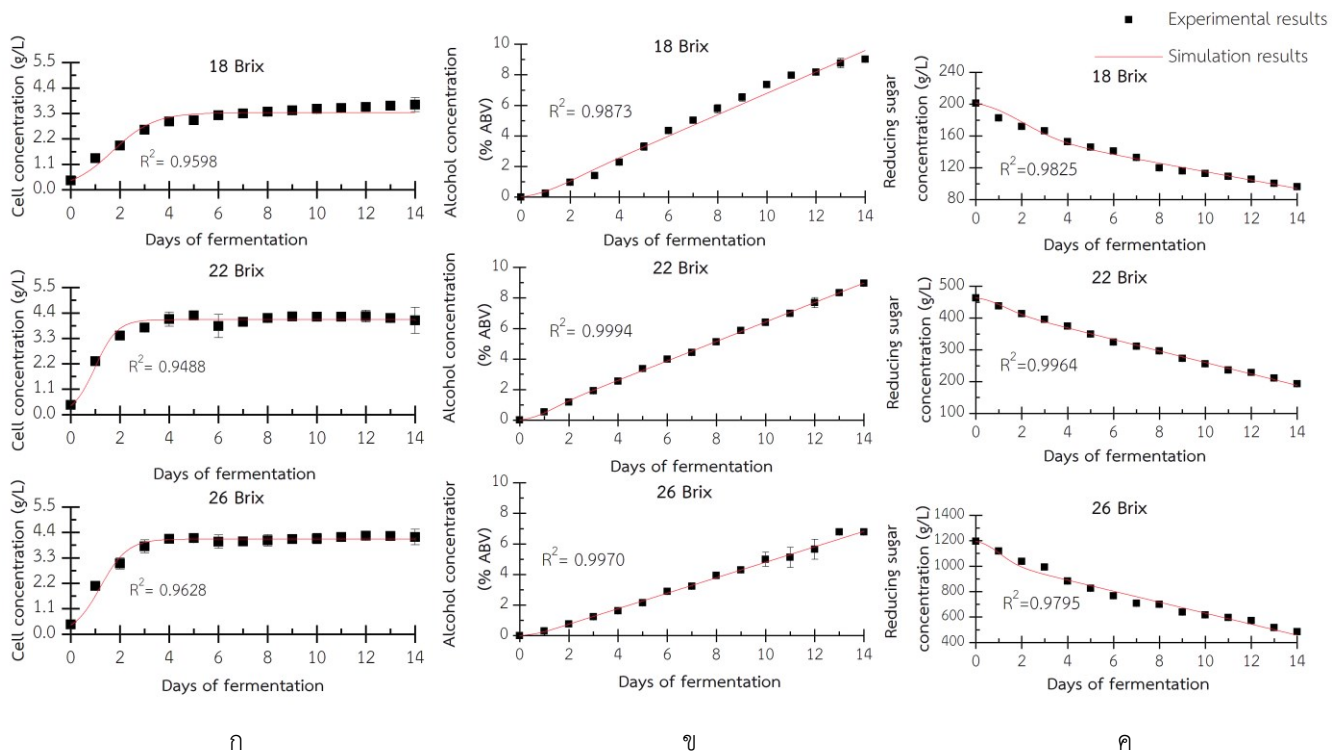 Experimental results
Simulation results
18 Brix
Cell concentration (g/L)
5.5
4.4
3.3
2.2
1.1
0.0
R2= 0.9598
0 2 4 6 8 10 12 14
Days of fermentation
18 Brix
Alcohol concentration
(% ABV)
10
8
6
4
2
0
R2= 0.9873
0 2 4 6 8 10 12 14
Days of fermentation
18 Brix
Reducing sugar
concentration (g/L)
240
200
160
120
80
R2=0.9825
0 2 4 6 8 10 12 14
Days of fermentation
22 Brix
Cell concentration (g/L)
5.5
4.4
3.3
2.2
1.1
0.0
R2= 0.9488
0 2 4 6 8 10 12 14
Days of fermentation
22 Brix
Alcohol concentration
(% ABV)
10
8
6
4
2
0
R2= 0.9994
0 2 4 6 8 10 12 14
Days of fermentation
22 Brix
Reducing sugar
concentration (g/L)
500
400
300
200
100
R2=0.9964
0 2 4 6 8 10 12 14
Days of fermentation
26 Brix
Cell concentration (g/L)
5.5
4.4
3.3
2.2
1.1
0.0
R2= 0.9628
0 2 4 6 8 10 12 14
Days of fermentation
26 Brix
Alcohol concentratior
(% ABV)
10
8
6
4
2
0
R2= 0.9970
0 2 4 6 8 10 12 14
Days of fermentation
26 Brix
Reducing sugar
concentration (g/L)
1400
1200
1000
800
600
400
R2=0.9795
0 2 4 6 8 10 12 14
Days of fermentation
ก ข ค